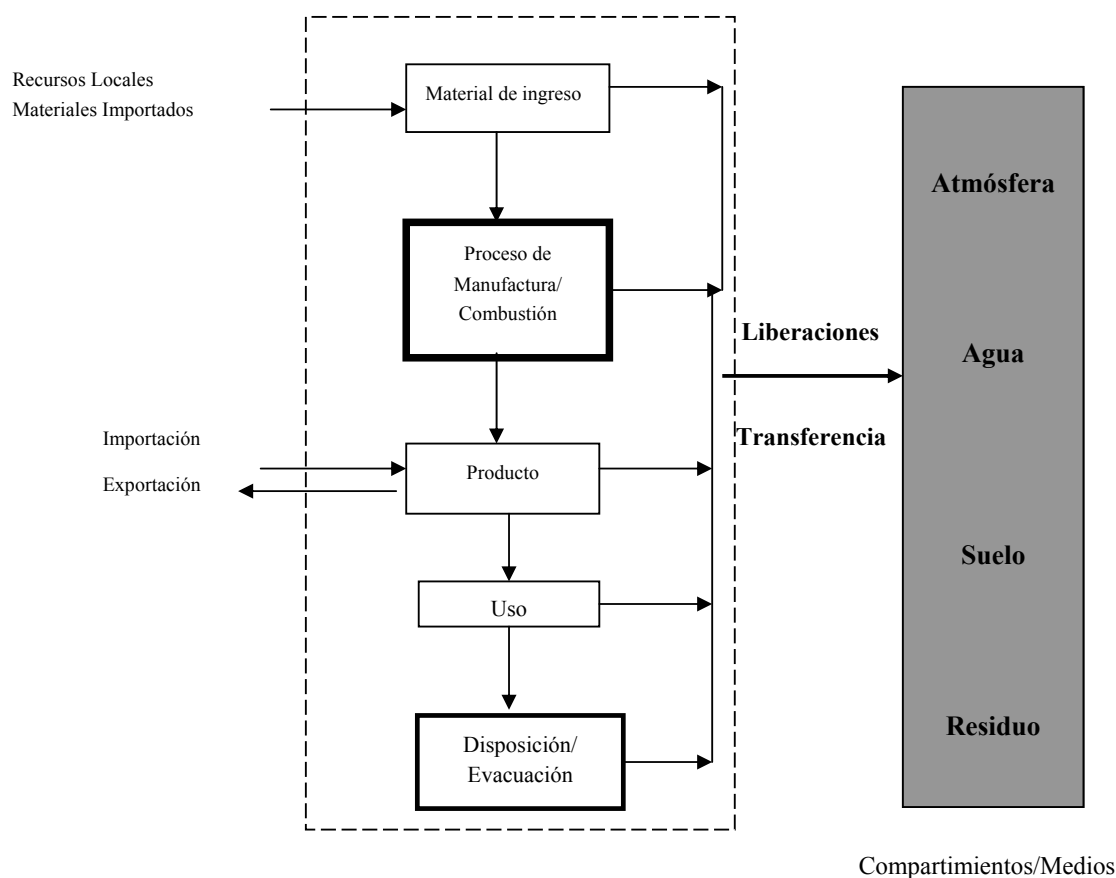 Recursos Locales
Materiales Importados
Material de ingreso
Proceso de
Manufactura/
Combustión
Importación
Exportación
Producto
Uso
Disposición/
Evacuación
Liberaciones
Transferencia
Atmósfera
Agua
Suelo
Residuo
Compartimientos/Medios